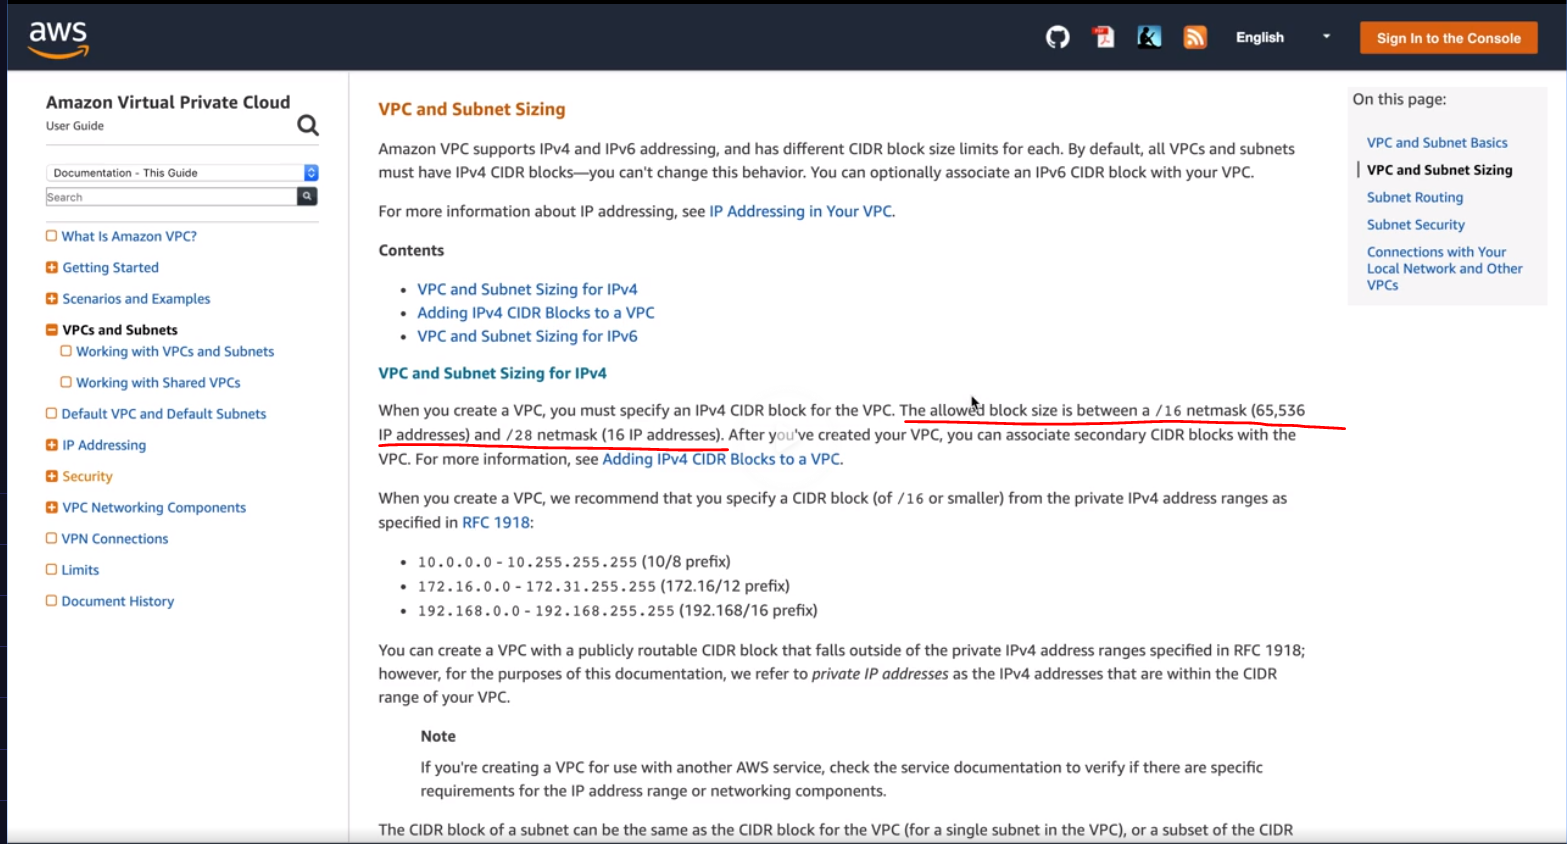 aws
English
Sign In to the Console
Amazon Virtual Private Cloud
User Guide
Documentation - This Guide
Search
What Is Amazon VPC?
Getting Started
Scenarios and Examples
VPCs and Subnets
Working with VPCs and Subnets
Working with Shared VPCs
Default VPC and Default Subnets
IP Addressing
Security
VPC Networking Components
VPN Connections
Limits
Document History
VPC and Subnet Sizing
Amazon VPC supports IPv4 and IPv6 addressing, and has different CIDR block size limits for each. By default, all VPCs and subnets
must have IPv4 CIDR blocks—you can't change this behavior. You can optionally associate an IPv6 CIDR block with your VPC.
For more information about IP addressing, see IP Addressing in Your VPC.
Contents
• VPC and Subnet Sizing for IPv4
• Adding IPv4 CIDR Blocks to a VPC
• VPC and Subnet Sizing for IPv6
VPC and Subnet Sizing for IPv4
When you create a VPC, you must specify an IPv4 CIDR block for the VPC. The allowed block size is between a /16 netmask (65,536
IP addresses) and /28 netmask (16 IP addresses). After you've created your VPC, you can associate secondary CIDR blocks with the
VPC. For more information, see Adding IPv4 CIDR Blocks to a VPC.
When you create a VPC, we recommend that you specify a CIDR block (of /16 or smaller) from the private IPv4 address ranges as
specified in RFC 1918:
• 10.0.0.0 - 10.255.255.255 (10/8 prefix)
• 172.16.0.0 - 172.31.255.255 (172.16/12 prefix)
• 192.168.0.0 - 192.168.255.255 (192.168/16 prefix)
You can create a VPC with a publicly routable CIDR block that falls outside of the private IPv4 address ranges specified in RFC 1918;
however, for the purposes of this documentation, we refer to private IP addresses as the IPv4 addresses that are within the CIDR
range of your VPC.
Note
If you're creating a VPC for use with another AWS service, check the service documentation to verify if there are specific
requirements for the IP address range or networking components.
The CIDR block of a subnet can be the same as the CIDR block for the VPC (for a single subnet in the VPC), or a subset of the CIDR
On this page:
VPC and Subnet Basics
VPC and Subnet Sizing
Subnet Routing
Subnet Security
Connections with Your
Local Network and Other
VPCs